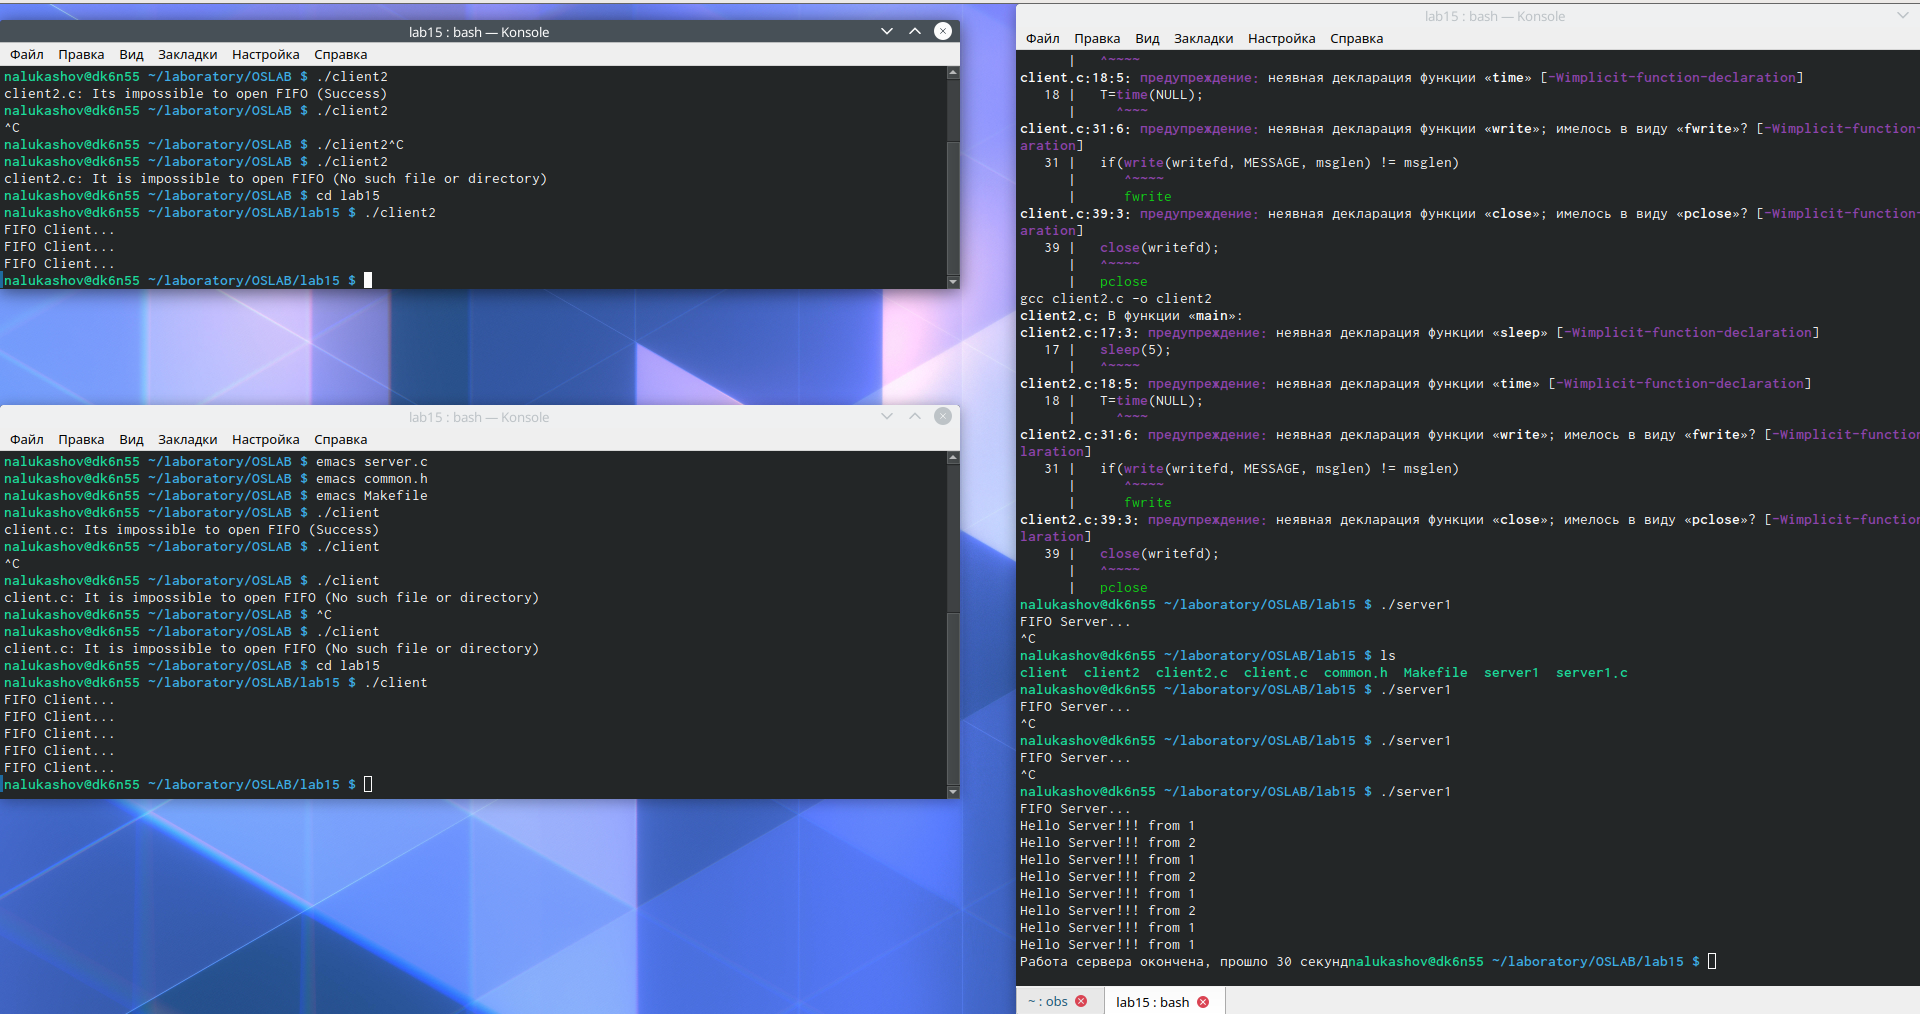 lab15 : bash — Konsole
Файл Правка Вид Закладки Настройка Справка
nalukashov@dk6n55 ~/laboratory/OSLAB $ ./client2
client2.c: Its impossible to open FIFO (Success)
nalukashov@dk6n55 ~/laboratory/OSLAB $ ./client2
^C
nalukashov@dk6n55 ~/laboratory/OSLAB $ ./client2^C
nalukashov@dk6n55 ~/laboratory/OSLAB $ ./client2
client2.c: It is impossible to open FIFO (No such file or directory)
nalukashov@dk6n55 ~/laboratory/OSLAB $ cd lab15
nalukashov@dk6n55 ~/laboratory/OSLAB/lab15 $ ./client2
FIFO Client...
FIFO Client...
FIFO Client...
nalukashov@dk6n55 ~/laboratory/OSLAB/lab15 $
lab15 : bash — Konsole
Файл Правка Вид Закладки Настройка Справка
nalukashov@dk6n55 ~/laboratory/OSLAB $ emacs server.c
nalukashov@dk6n55 ~/laboratory/OSLAB $ emacs common.h
nalukashov@dk6n55 ~/laboratory/OSLAB $ emacs Makefile
nalukashov@dk6n55 ~/laboratory/OSLAB $ ./client
client.c: Its impossible to open FIFO (Success)
nalukashov@dk6n55 ~/laboratory/OSLAB $ ./client
^C
nalukashov@dk6n55 ~/laboratory/OSLAB $ ./client
client.c: It is impossible to open FIFO (No such file or directory)
nalukashov@dk6n55 ~/laboratory/OSLAB $ ^C
nalukashov@dk6n55 ~/laboratory/OSLAB $ ./client
client.c: It is impossible to open FIFO (No such file or directory)
nalukashov@dk6n55 ~/laboratory/OSLAB $ cd lab15
nalukashov@dk6n55 ~/laboratory/OSLAB/lab15 $ ./client
FIFO Client...
FIFO Client...
FIFO Client...
FIFO Client...
FIFO Client...
nalukashov@dk6n55 ~/laboratory/OSLAB/lab15 $
lab15 : bash — Konsole
Файл Правка Вид Закладки Настройка Справка
| ^~~~~
client.c:18:5: предупреждение: неявная декларация функции «time» [-Wimplicit-function-declaration]
18 | T=time(NULL);
| ^~~~
client.c:31:6: предупреждение: неявная декларация функции «write»; имелось в виду «fwrite»? [-Wimplicit-function-
aration]
31 | if(write(writefd, MESSAGE, msglen) != msglen)
| ^~~~~
| fwrite
client.c:39:3: предупреждение: неявная декларация функции «close»; имелось в виду «pclose»? [-Wimplicit-function-
aration]
39 | close(writefd);
| ^~~~~
| pclose
gcc client2.c -o client2
client2.c: В функции «main»:
client2.c:17:3: предупреждение: неявная декларация функции «sleep» [-Wimplicit-function-declaration]
17 | sleep(5);
| ^~~~~
client2.c:18:5: предупреждение: неявная декларация функции «time» [-Wimplicit-function-declaration]
18 | T=time(NULL);
| ^~~~
client2.c:31:6: предупреждение: неявная декларация функции «write»; имелось в виду «fwrite»? [-Wimplicit-function
laration]
31 | if(write(writefd, MESSAGE, msglen) != msglen)
| ^~~~~
| fwrite
client2.c:39:3: предупреждение: неявная декларация функции «close»; имелось в виду «pclose»? [-Wimplicit-function
laration]
39 | close(writefd);
| ^~~~~
| pclose
nalukashov@dk6n55 ~/laboratory/OSLAB/lab15 $ ./server1
FIFO Server...
^C
nalukashov@dk6n55 ~/laboratory/OSLAB/lab15 $ ls
client client2 client2.c client.c common.h Makefile server1 server1.c
nalukashov@dk6n55 ~/laboratory/OSLAB/lab15 $ ./server1
FIFO Server...
^C
nalukashov@dk6n55 ~/laboratory/OSLAB/lab15 $ ./server1
FIFO Server...
^C
nalukashov@dk6n55 ~/laboratory/OSLAB/lab15 $ ./server1
FIFO Server...
Hello Server!!! from 1
Hello Server!!! from 2
Hello Server!!! from 1
Hello Server!!! from 2
Hello Server!!! from 1
Hello Server!!! from 2
Hello Server!!! from 1
Hello Server!!! from 1
Работа сервера окончена, прошло 30 секундnalukashov@dk6n55 ~/laboratory/OSLAB/lab15 $
~ : obs lab15 : bash